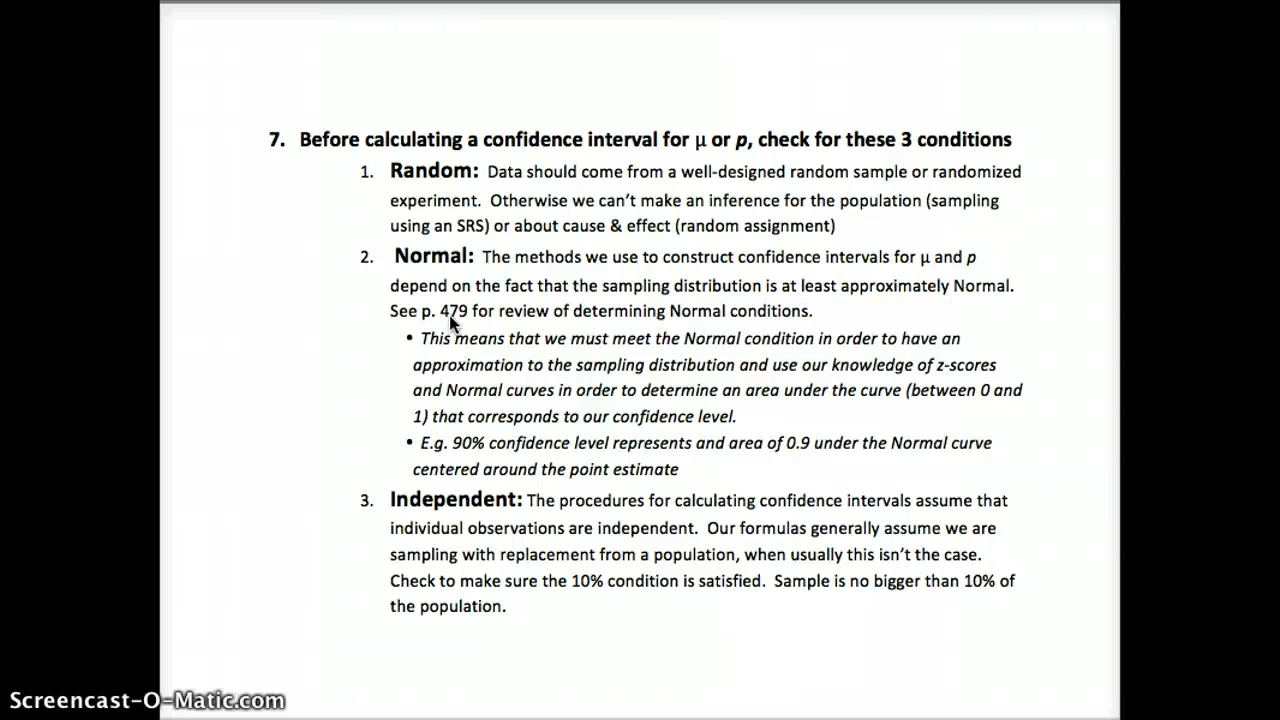 7. Before calculating a confidence interval for μ or p, check for these 3 conditions
1. Random: Data should come from a well-designed random sample or randomized
experiment. Otherwise we can't make an inference for the population (sampling
using an SRS) or about cause & effect (random assignment)
2. Normal: The methods we use to construct confidence intervals for μ and p
depend on the fact that the sampling distribution is at least approximately Normal.
See p. 479 for review of determining Normal conditions.
• This means that we must meet the Normal condition in order to have an
approximation to the sampling distribution and use our knowledge of z-scores
and Normal curves in order to determine an area under the curve (between 0 and
1) that corresponds to our confidence level.
• E.g. 90% confidence level represents and area of 0.9 under the Normal curve
centered around the point estimate
3. Independent: The procedures for calculating confidence intervals assume that
individual observations are independent. Our formulas generally assume we are
sampling with replacement from a population, when usually this isn't the case.
Check to make sure the 10% condition is satisfied. Sample is no bigger than 10% of
the population.
Screencast-O-Matic.com